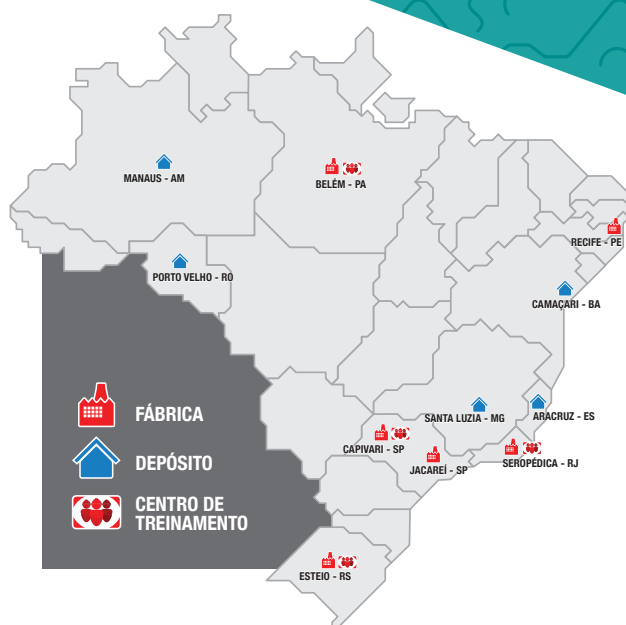 MANAUS - AM
BELÉM - PA
RECIFE - PE
PORTO VELHO - RO
CAMAÇARI - BA
SANTA LUZIA - MG
ARACRUZ - ES
CAPIVARI - SP
JACAREÍ - SP
SEROPÉDICA - RJ
ESTEIO - RS
FÁBRICA
DEPÓSITO
CENTRO DE
TREINAMENTO